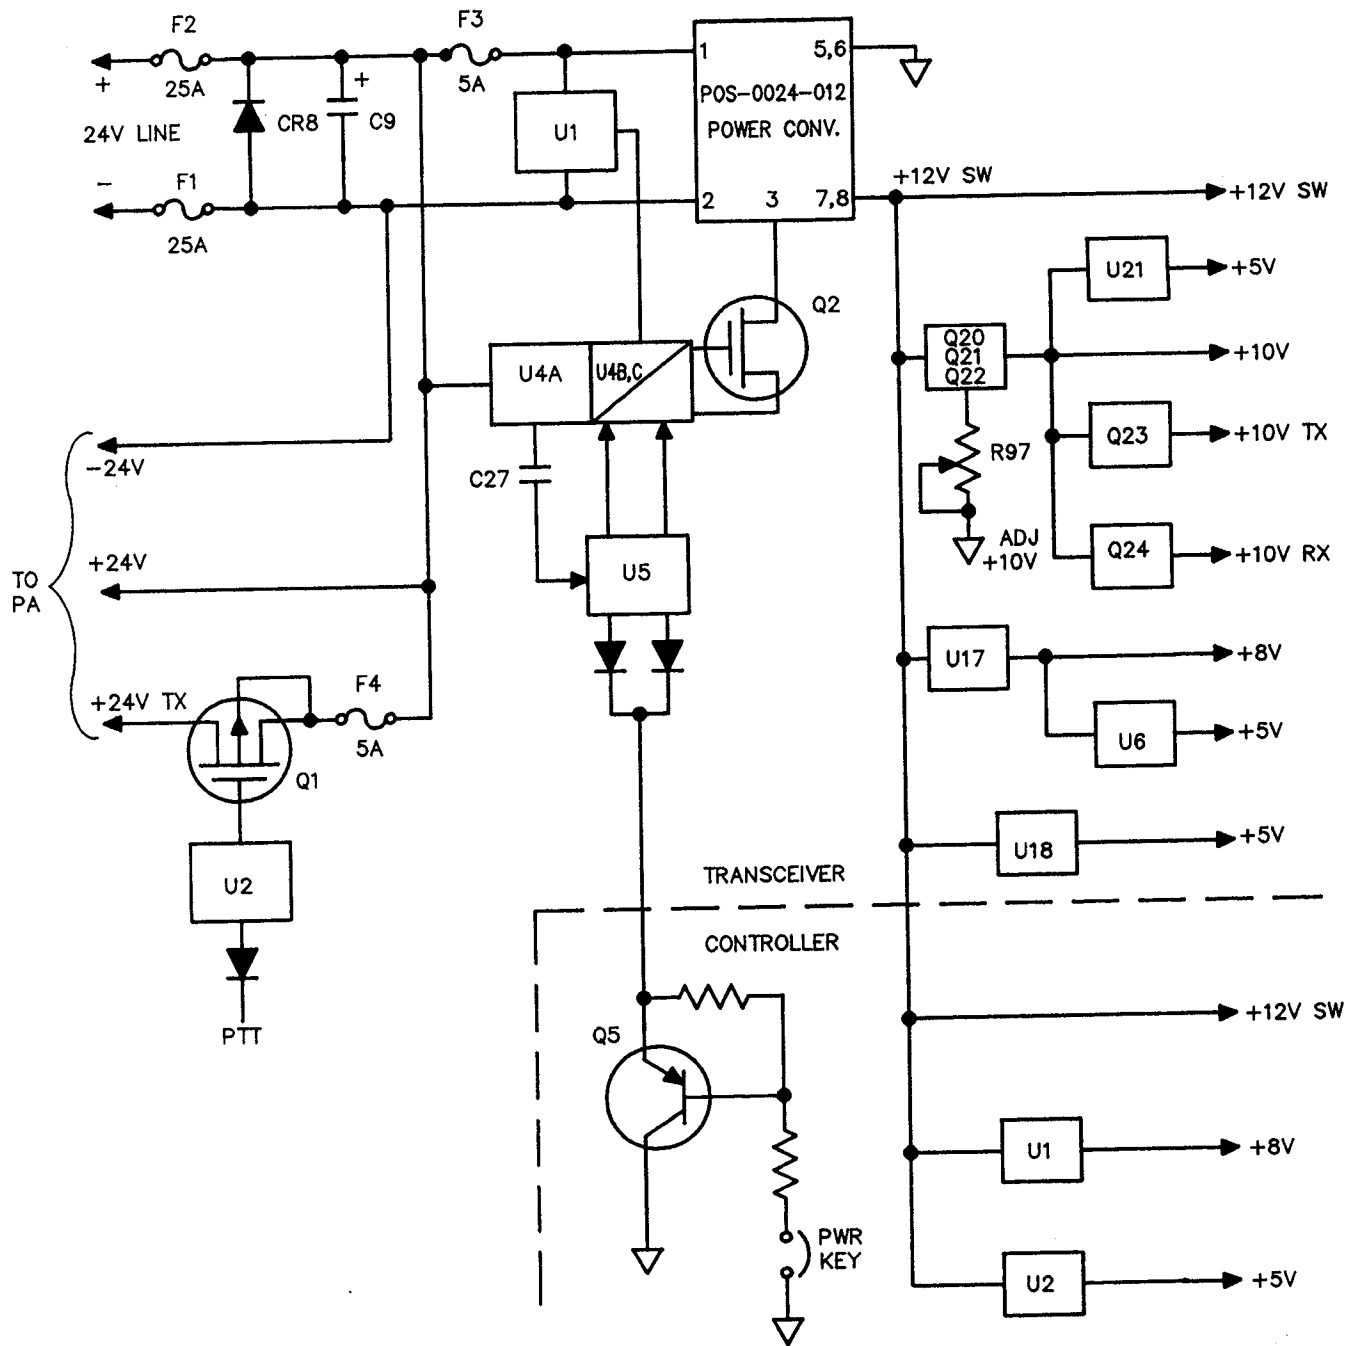 F2
F3
+
25A
5A
1
5,6
POS-0024-012
POWER CONV.
24V LINE
CR8
+
C9
U1
-
F1
25A
2
3
7,8
+12V SW
+12V SW
U21
+5V
Q2
Q20
Q21
Q22
+10V
U4A
U4B,C
Q23
+10V TX
R97
-24V
C27
ADJ
+10V
Q24
+10V RX
+24V
U5
TO
PA
U17
+8V
F4
+24V TX
5A
U6
+5V
Q1
U18
+5V
U2
TRANSCEIVER
CONTROLLER
PTT
+12V SW
Q5
U1
+8V
PWR
KEY
U2
+5V